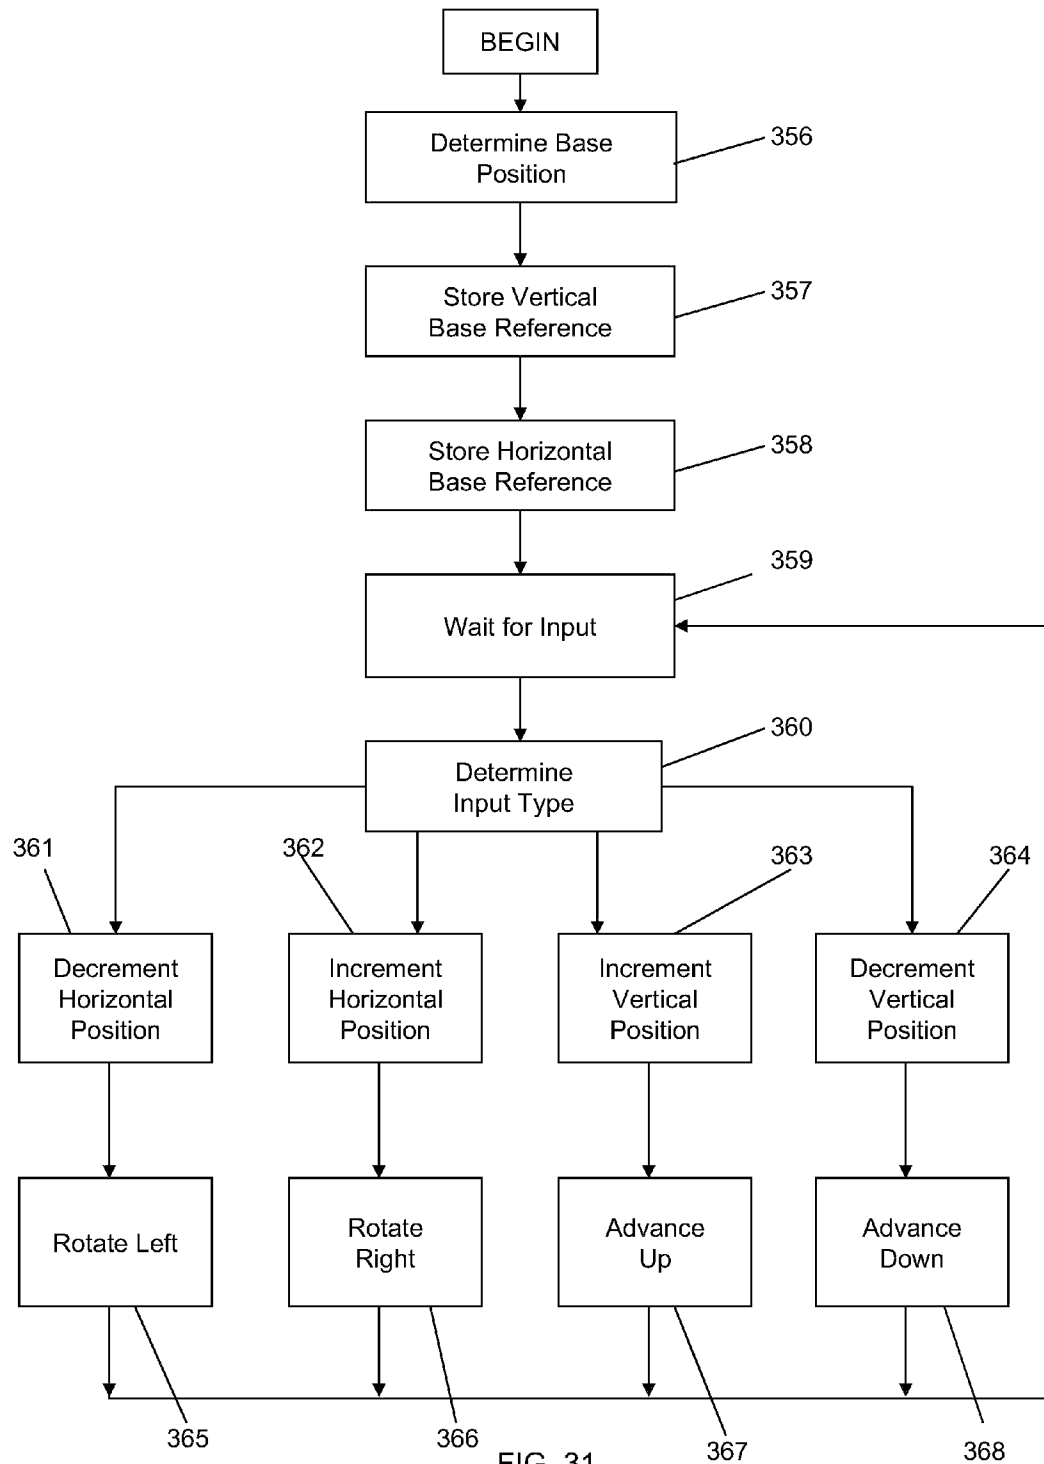 BEGIN
Determine Base
Position
356
Store Vertical
Base Reference
357
Store Horizontal
Base Reference
358
359
Wait for Input
360
Determine
Input Type
361
362
363
364
Decrement
Horizontal
Position
Increment
Horizontal
Position
Increment
Vertical
Position
Decrement
Vertical
Position
Rotate Left
Rotate
Right
Advance
Up
Advance
Down
365
366
367
368
FIG. 31